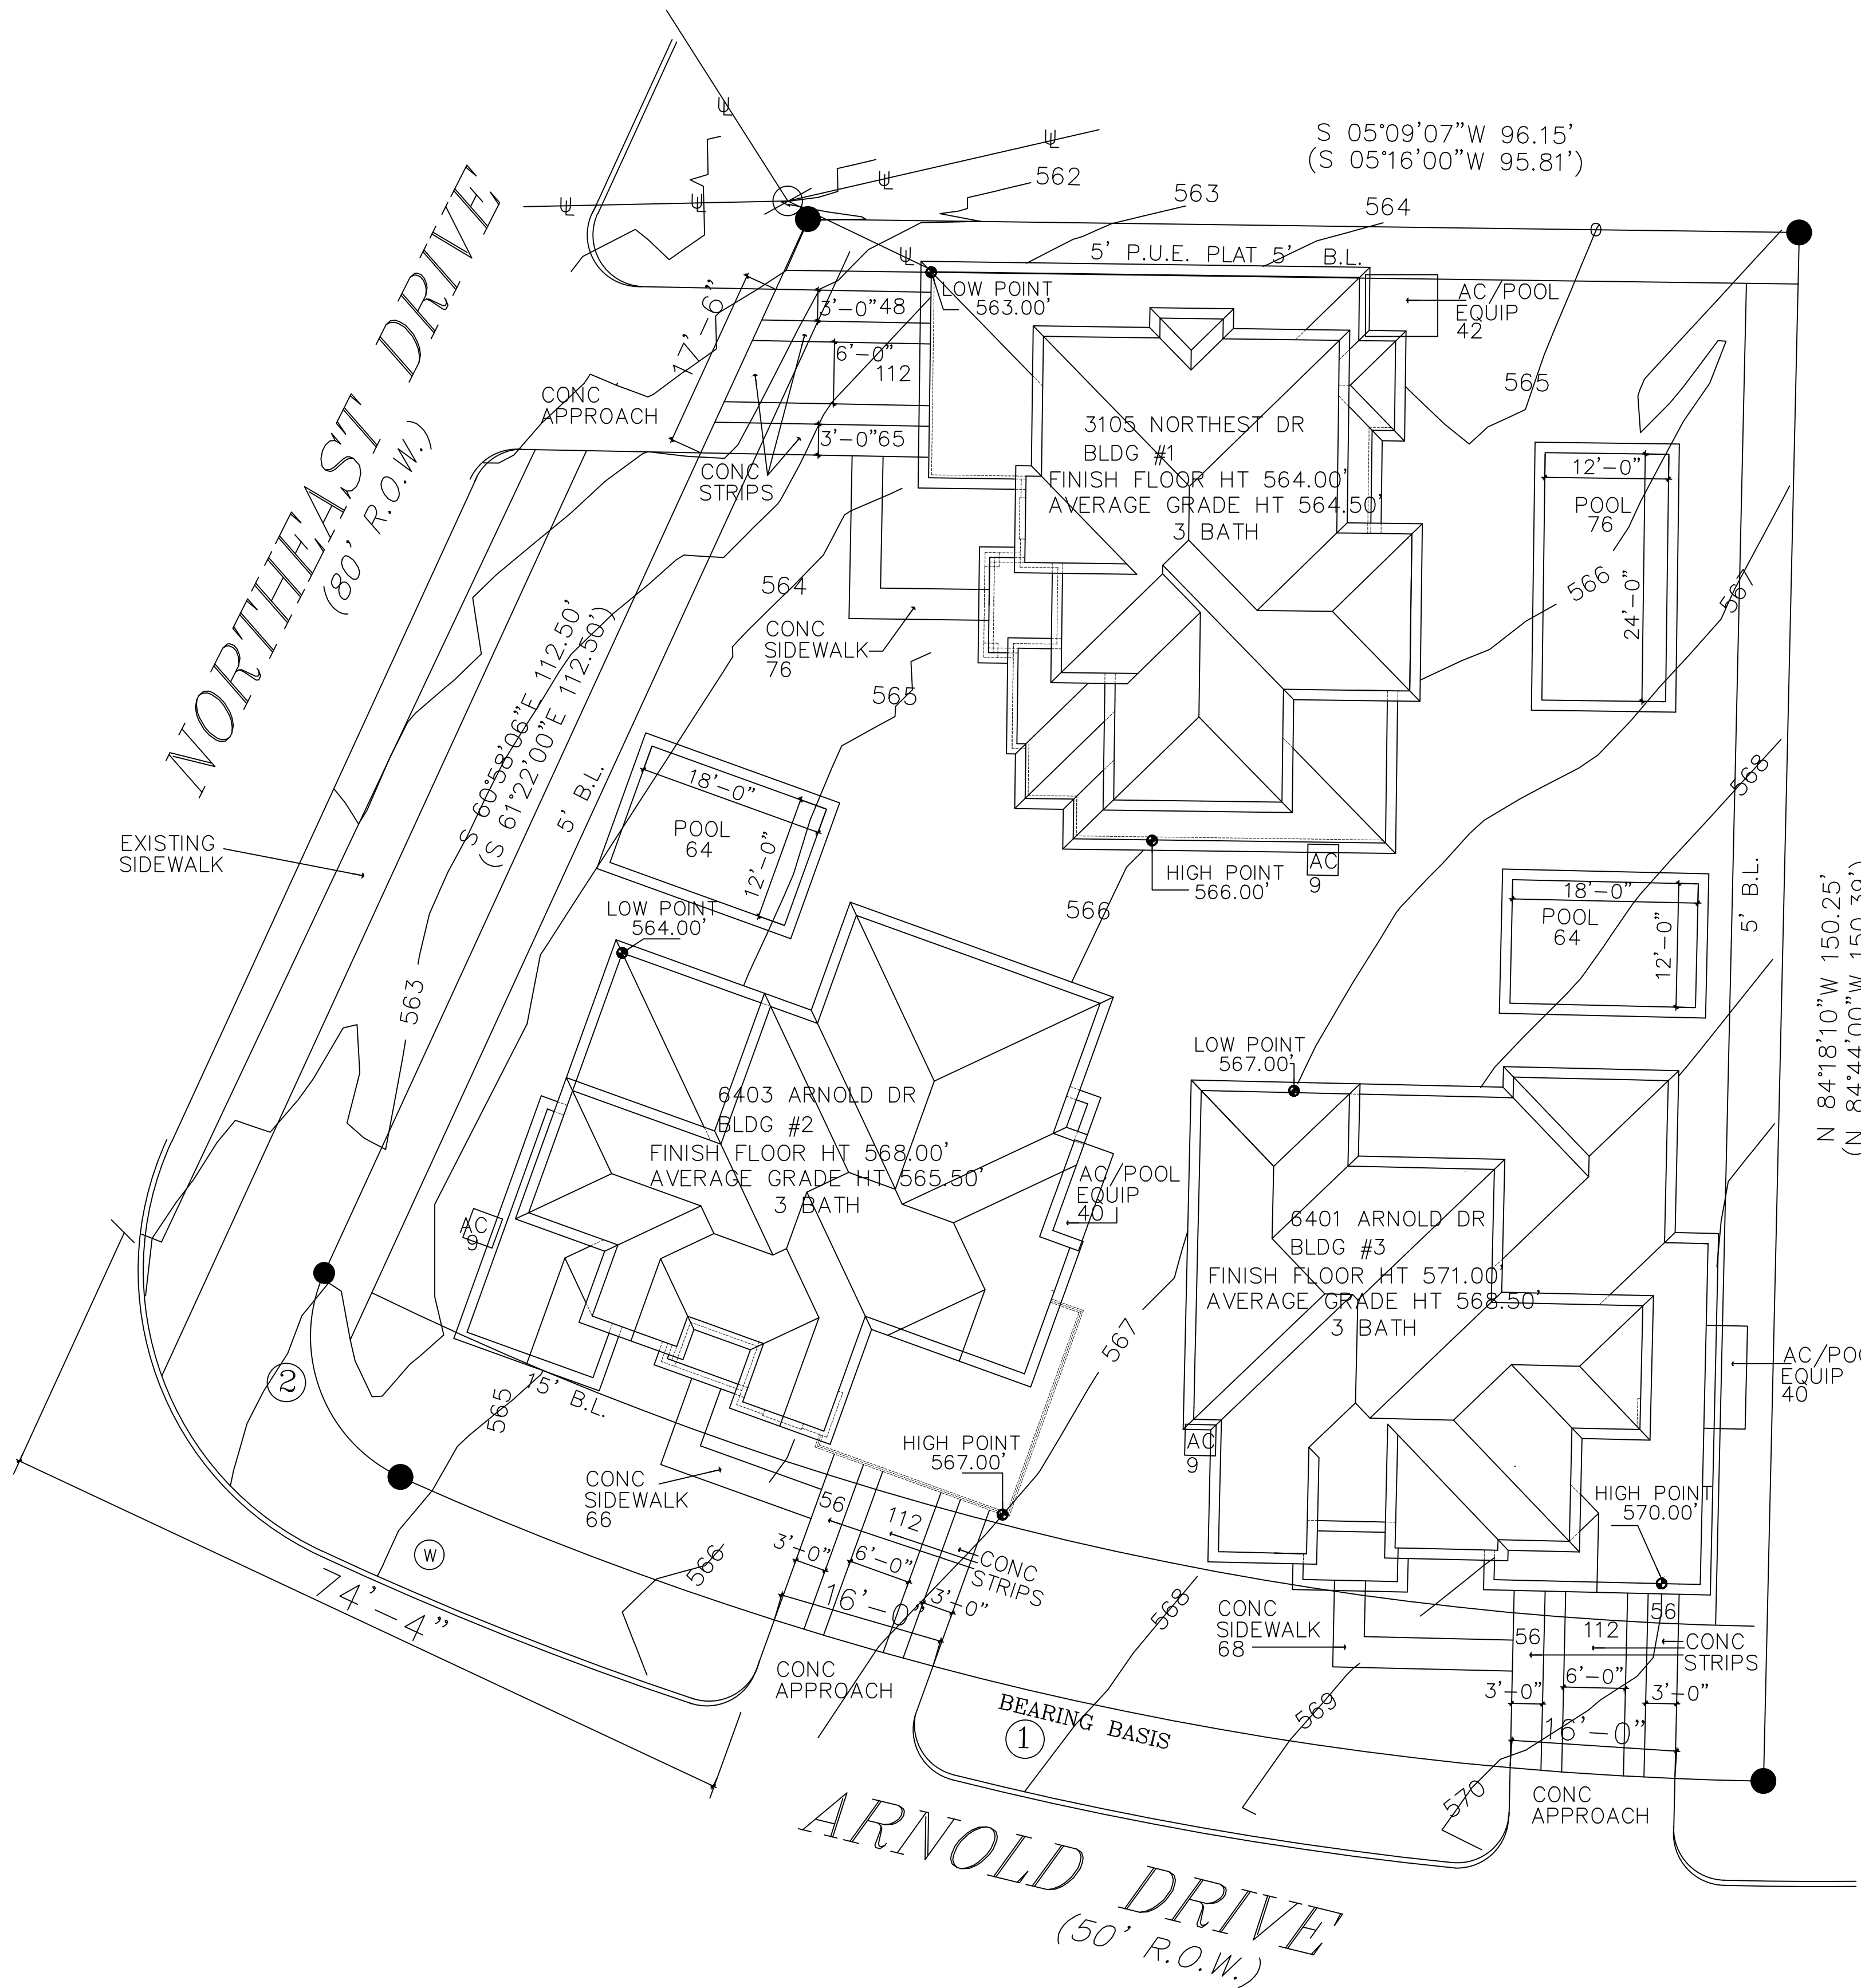 S 05°09'07"W 96.15'
(S 05°16'00"W 95.81')
562
563
564
5' P.U.E. PLAT 5' B.L.
LOW POINT
563.00'
AC/POOL
EQUIP
42
3'-0"
48
17'-6"
6'-0"
112
3'-0"
65
CONC
APPROACH
CONC
STRIPS
565
3105 NORTHEST DR
BLDG #1
FINISH FLOOR HT 564.00'
AVERAGE GRADE HT 564.50'
3 BATH
12'-0"
POOL
76
24'-0"
NORTHEAST DRIVE
(80' R.O.W.)
564
566
567
CONC
SIDEWALK
76
565
S 60°58'06"E 112.50'
(S 61°22'00"E 112.50')
5' B.L.
568
18'-0"
POOL
64
12'-0"
EXISTING
SIDEWALK
HIGH POINT
566.00'
AC
9
566
18'-0"
POOL
64
12'-0"
5' B.L.
N 84°18'10"W 150.25'
(N 84°44'00"W 150.39')
LOW POINT
564.00'
563
LOW POINT
567.00'
6403 ARNOLD DR
BLDG #2
FINISH FLOOR HT 568.00'
AVERAGE GRADE HT 565.50'
3 BATH
AC/POOL
EQUIP
40
AC
9
6401 ARNOLD DR
BLDG #3
FINISH FLOOR HT 571.00'
AVERAGE GRADE HT 568.50'
3 BATH
567
AC/POO
EQUIP
40
2
565
15' B.L.
HIGH POINT
567.00'
AC
9
CONC
SIDEWALK
66
56
112
HIGH POINT
570.00'
W
3'-0"
6'-0"
CONC
STRIPS
566
16'-0"
3'-0"
74'-4"
568
CONC
SIDEWALK
68
56
112
56
CONC
STRIPS
CONC
APPROACH
6'-0"
3'-0"
3'-0"
BEARING BASIS
1
569
16'-0"
570
CONC
APPROACH
ARNOLD DRIVE
(50' R.O.W.)